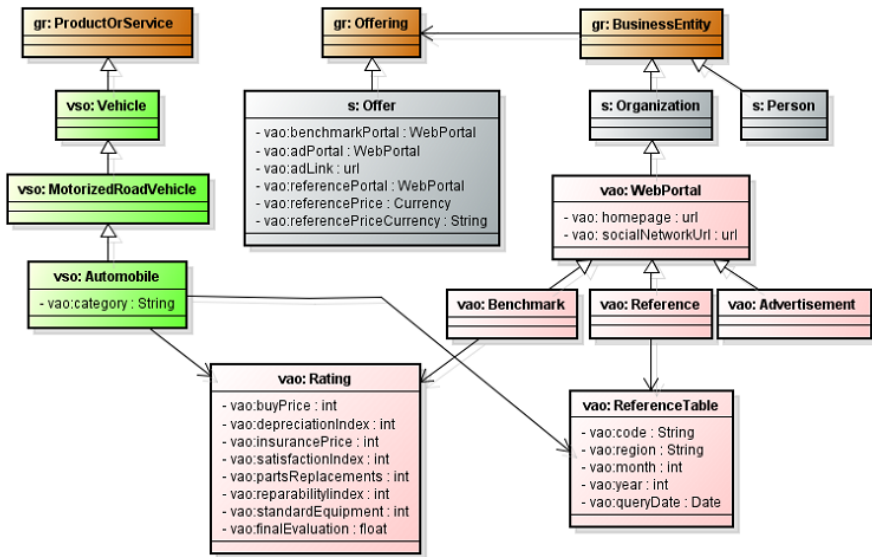 gr: ProductOrService
gr: Offering
gr: BusinessEntity
vso: Vehicle
s: Offer
- vao:benchmarkPortal : WebPortal
- vao:adPortal : WebPortal
- vao:adLink : url
- vao:referencePortal : WebPortal
- vao:referencePrice : Currency
- vao:referencePriceCurrency : String
s: Organization
s: Person
vso: MotorizedRoadVehicle
vao: WebPortal
- vao: homepage : url
- vao: socialNetworkUrl : url
vso: Automobile
- vao:category : String
vao: Benchmark
vao: Reference
vao: Advertisement
vao: Rating
- vao:buyPrice : int
- vao:depreciationIndex : int
- vao:insurancePrice : int
- vao:satisfactionIndex : int
- vao:partsReplacements : int
- vao:reparabilityIindex : int
- vao:standardEquipment : int
- vao:finalEvaluation : float
vao: ReferenceTable
- vao:code : String
- vao:region : String
- vao:month : int
- vao:year : int
- vao:queryDate : Date